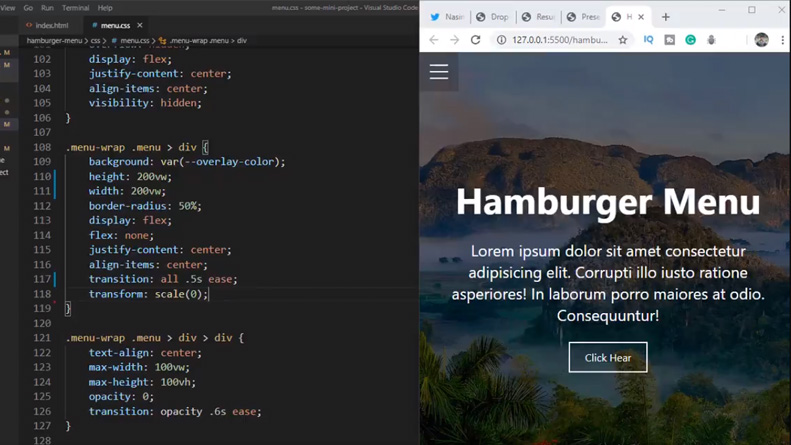 View
Go
Run
Terminal
Help
menu.css - some-mini-project - Visual Studio Code
index.html
menu.css
hamburger-menu > css > menu.css > .menu-wrap .menu > div
102 display: flex;
103 justify-content: center;
104 align-items: center;
105 visibility: hidden;
106 }
107
108 .menu-wrap .menu > div {
109 background: var(--overlay-color);
110 height: 200vw;
111 width: 200vw;
112 border-radius: 50%;
113 display: flex;
114 flex: none;
115 justify-content: center;
116 align-items: center;
117 transition: all .5s ease;
118 transform: scale(0);
119 }
120
121 .menu-wrap .menu > div > div {
122 text-align: center;
123 max-width: 100vw;
124 max-height: 100vh;
125 opacity: 0;
126 transition: opacity .6s ease;
127 }
128
Drop
Resu
Prese
H
127.0.0.1:5500/hambu
Hamburger Menu
Lorem ipsum dolor sit amet consectetur
adipisicing elit. Corrupti illo iusto ratione
asperiores! In laborum porro maiores at odio.
Consequuntur!
Click Hear